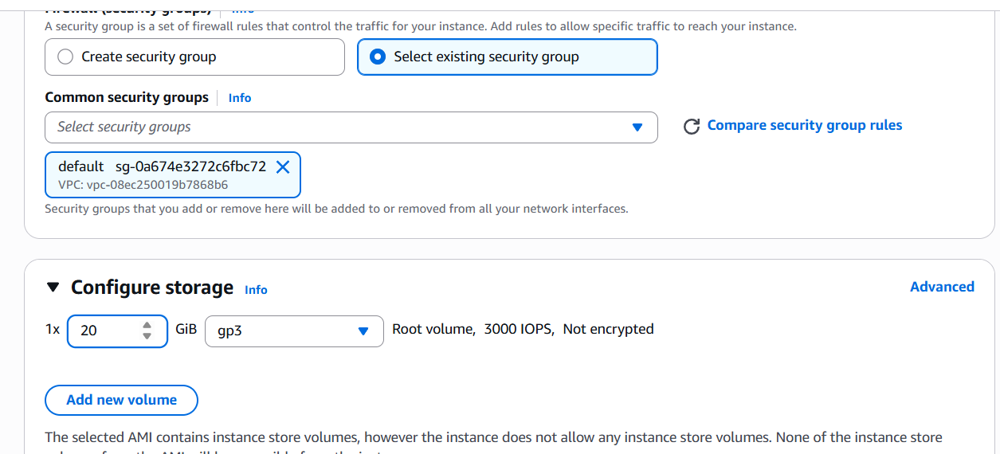 Firewall (security groups) Info
A security group is a set of firewall rules that control the traffic for your instance. Add rules to allow specific traffic to reach your instance.
Create security group Select existing security group
Common security groups Info
Select security groups Compare security group rules
default sg-0a674e3272c6fbc72
VPC: vpc-08ec250019b7868b6
Security groups that you add or remove here will be added to or removed from all your network interfaces.
Configure storage Info Advanced
1x 20 GiB gp3 Root volume, 3000 IOPS, Not encrypted
Add new volume
The selected AMI contains instance store volumes, however the instance does not allow any instance store volumes. None of the instance store